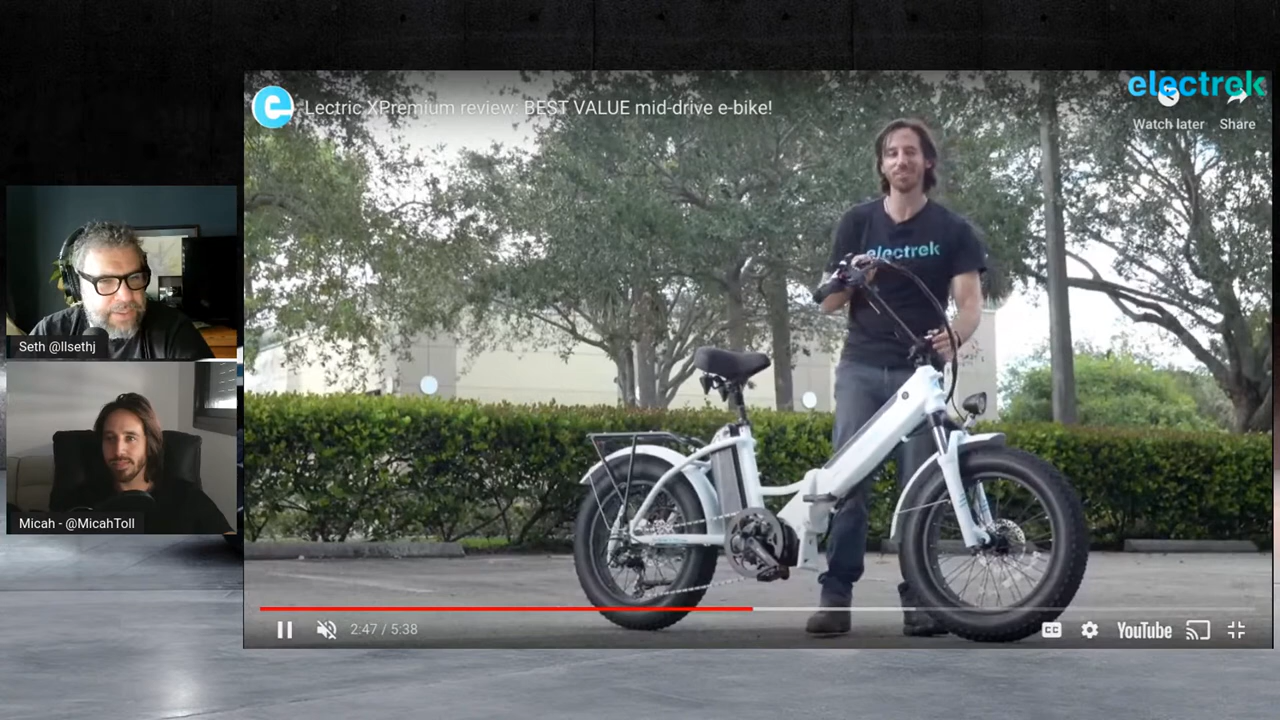 electrek
Lectric XPremium review: BEST VALUE mid-drive e-bike!
Watch later
Share
electrek
Seth @llsethj
Micah - @MicahToll
2:47 / 5:38
CC
YouTube